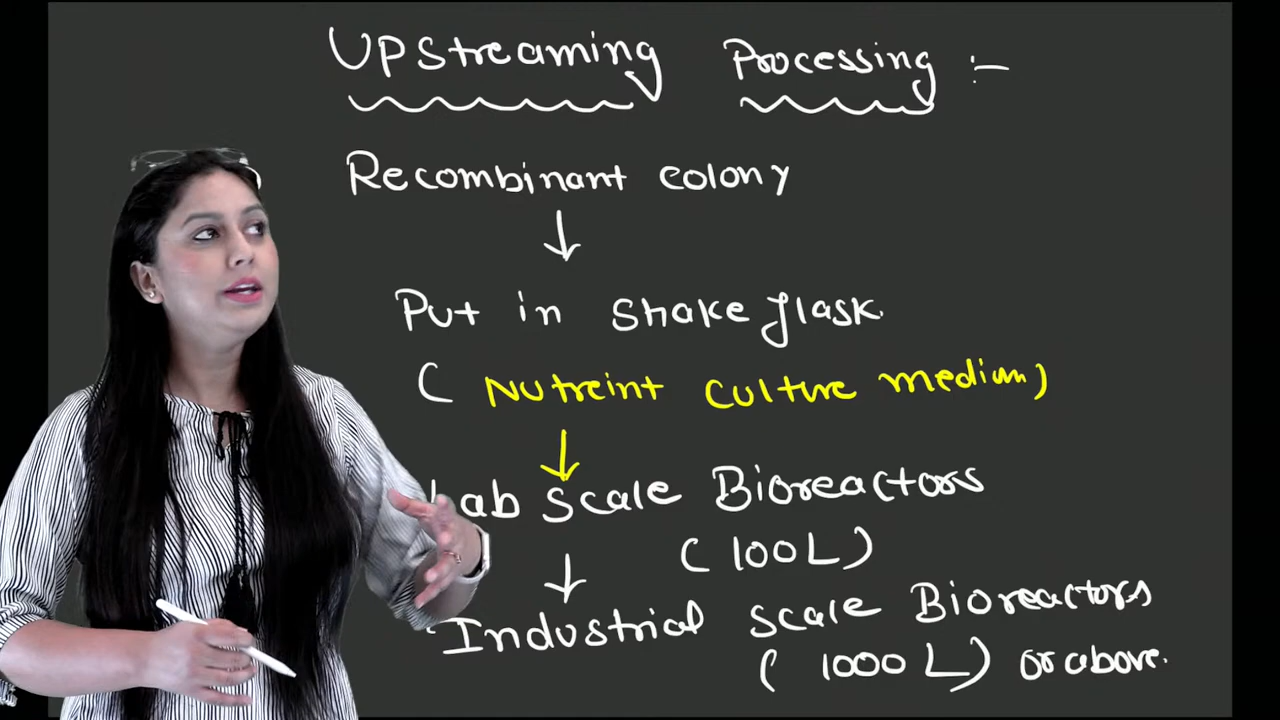 UPStreaming Processing :-
Recombinant colony
Put in Shake flask.
( Nutreint Culture medium)
Lab Scale Bioreactors
( 100L )
Industrial Scale Bioreactors
( 1000 L) or above.